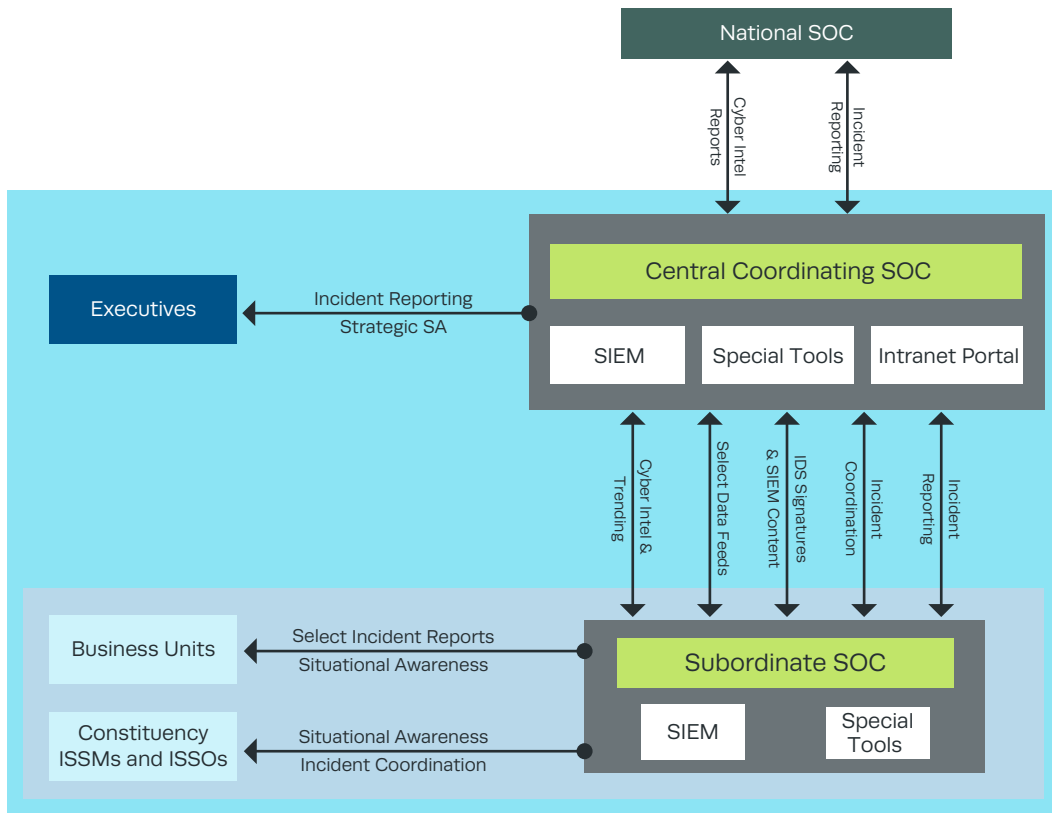 National SOC
Cyber Intel
Reports
Incident
Reporting
Central Coordinating SOC
Executives
Incident Reporting
Strategic SA
SIEM
Special Tools
Intranet Portal
Cyber Intel &
Trending
Select Data Feeds
IDS Signatures
& SIEM Content
Incident
Coordination
Incident
Reporting
Business Units
Select Incident Reports
Situational Awareness
Subordinate SOC
Constituency
ISSMs and ISSOs
Situational Awareness
Incident Coordination
SIEM
Special
Tools